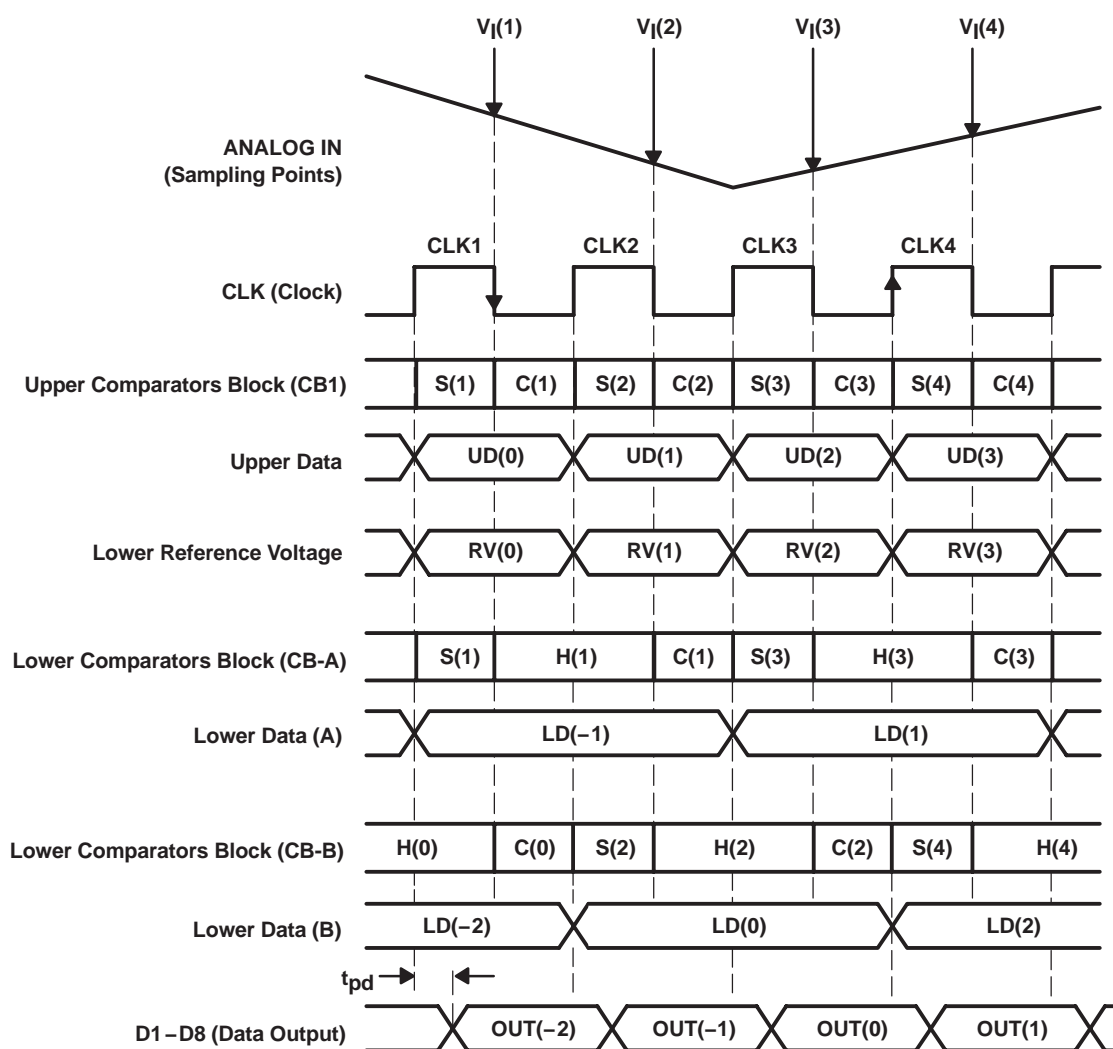 VI(1) VI(2) VI(3) VI(4)
ANALOG IN
(Sampling Points)
CLK1 CLK2 CLK3 CLK4
CLK (Clock)
Upper Comparators Block (CB1) S(1) C(1) S(2) C(2) S(3) C(3) S(4) C(4)
Upper Data UD(0) UD(1) UD(2) UD(3)
Lower Reference Voltage RV(0) RV(1) RV(2) RV(3)
Lower Comparators Block (CB-A) S(1) H(1) C(1) S(3) H(3) C(3)
Lower Data (A) LD(−1) LD(1)
Lower Comparators Block (CB-B) H(0) C(0) S(2) H(2) C(2) S(4) H(4)
Lower Data (B) LD(−2) LD(0) LD(2)
tpd
D1−D8 (Data Output) OUT(−2) OUT(−1) OUT(0) OUT(1)